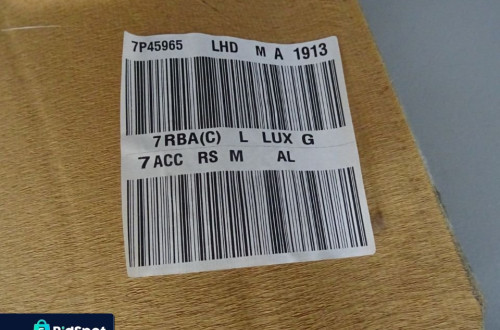 7P45965 LHD M A 1913
7RBA(C) L LUX G
7ACC RS M AL